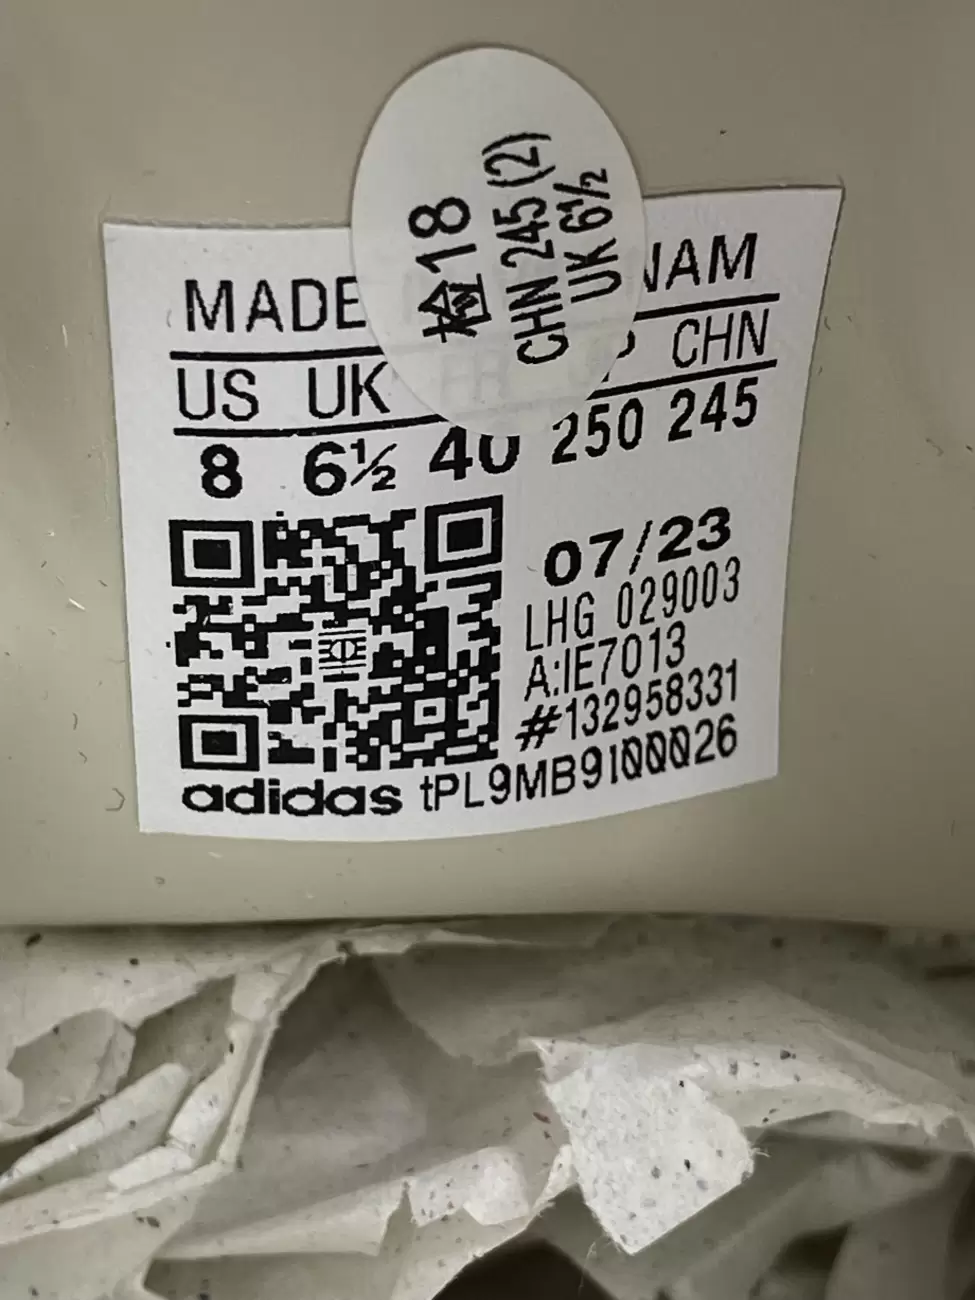 检18
CHN 245 (2)
UK 6½
MADE NAM
US UK FR CHN
8 6½ 40 250 245
07/23
LHG 029003
A:IE7013
#132958331
adidas tPL9MB9100026